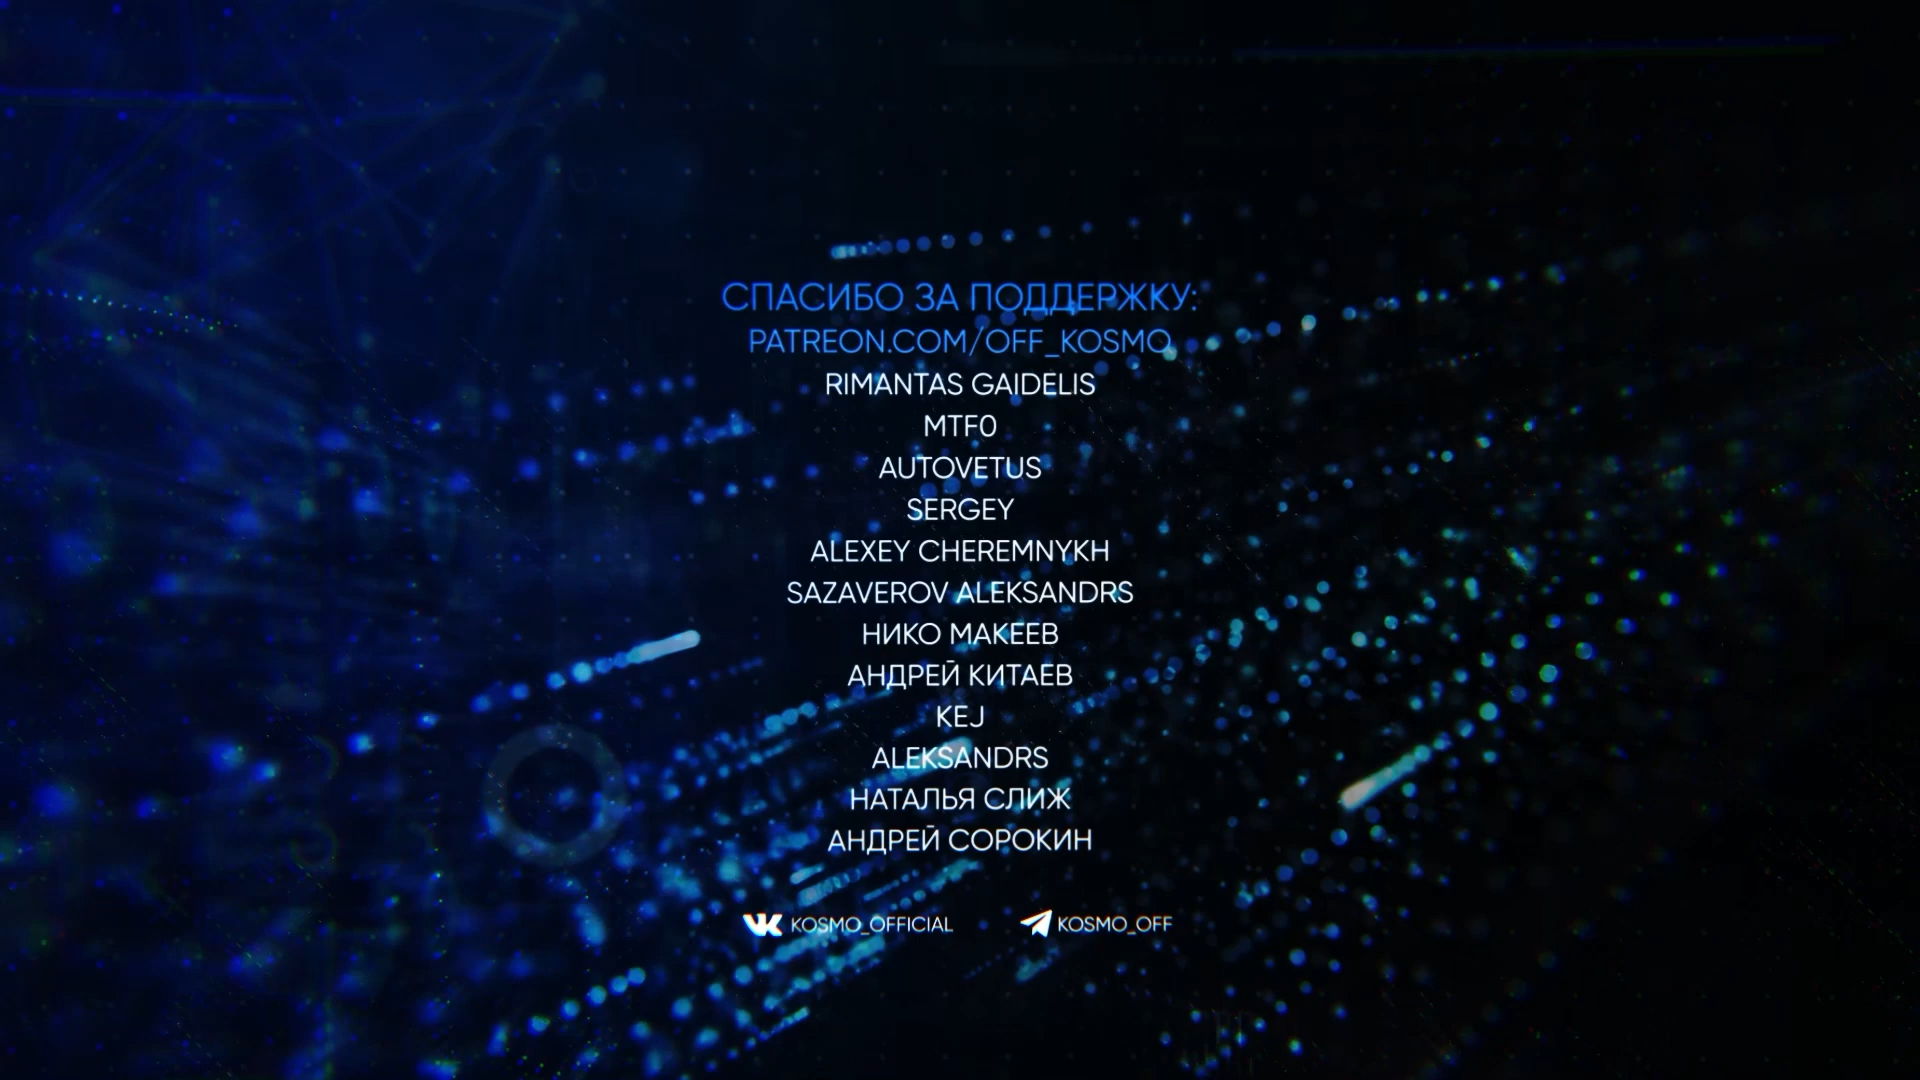 СПАСИБО ЗА ПОДДЕРЖКУ:
PATREON.COM/OFF_KOSMO
RIMANTAS GAIDELIS
MTF0
AUTOVETUS
SERGEY
ALEXEY CHEREMNYKH
SAZAVEROV ALEKSANDRS
НИКО МАКЕЕВ
АНДРЕЙ КИТАЕВ
KEJ
ALEKSANDRS
НАТАЛЬЯ СЛИЖ
АНДРЕЙ СОРОКИН
KOSMO_OFFICIAL KOSMO_OFF